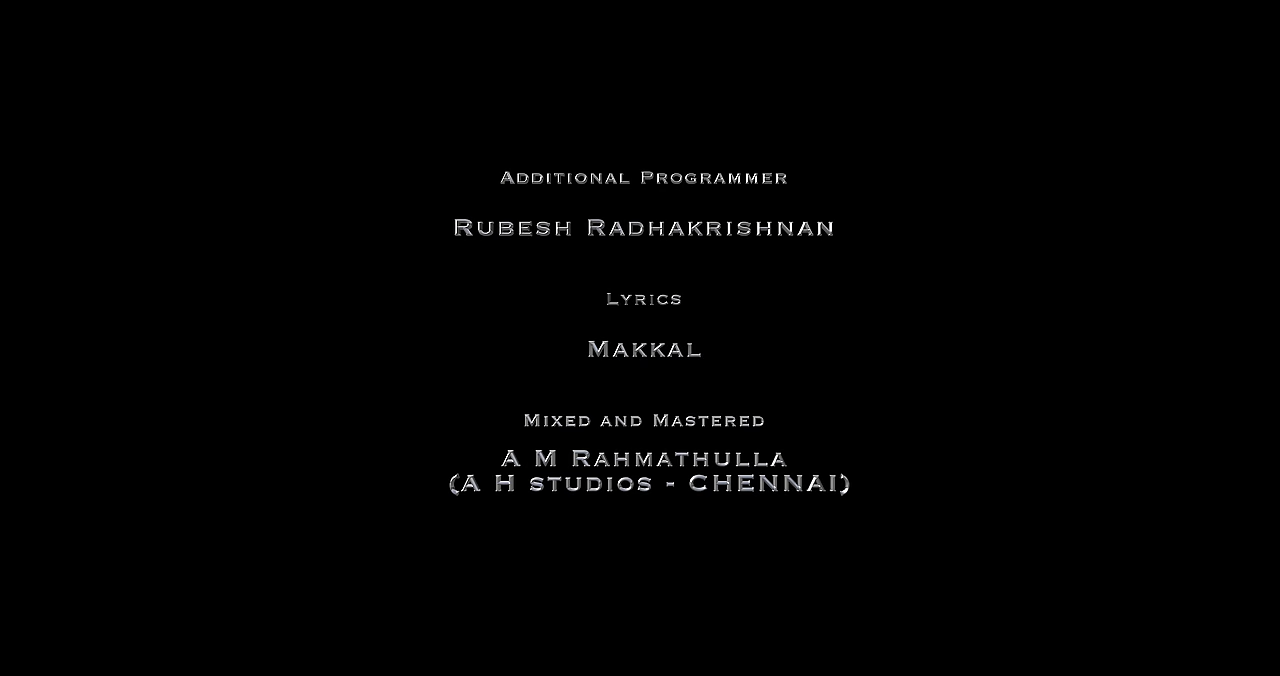 Additional Programmer
Rubesh Radhakrishnan
Lyrics
Makkal
Mixed and Mastered
A M Rahmathulla
(A H studios - CHENNAI)